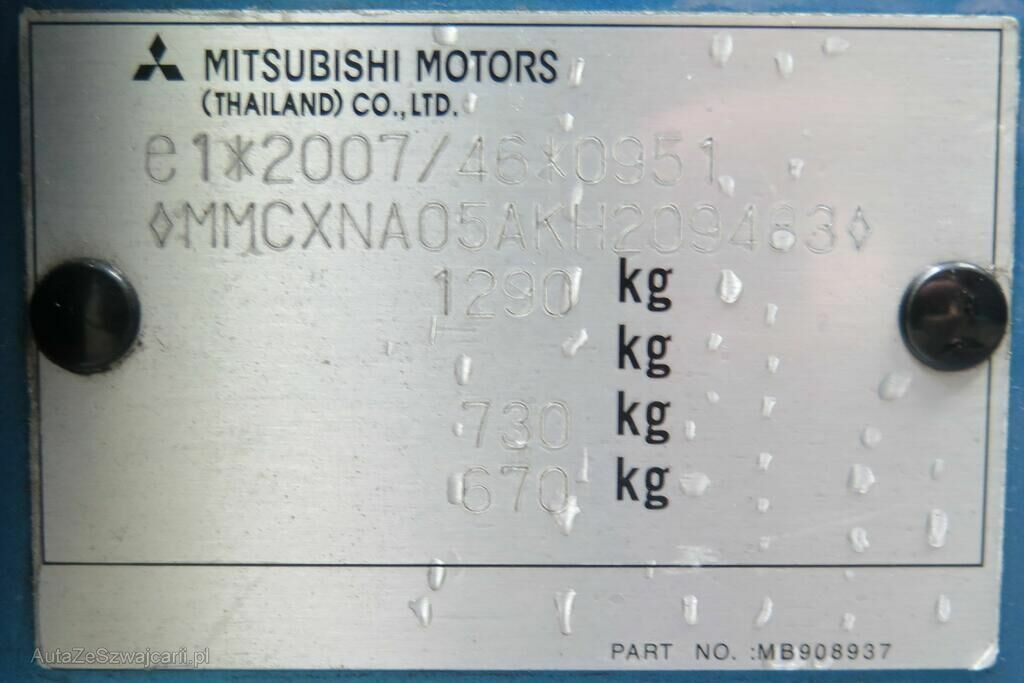 MITSUBISHI MOTORS
(THAILAND) CO.,LTD.
e1*2007/46*0951
◊MMCXNA05AKH209483◊
1290 kg
kg
730 kg
670 kg
PART NO. :MB908937
AutaZeSzwajcarii.pl